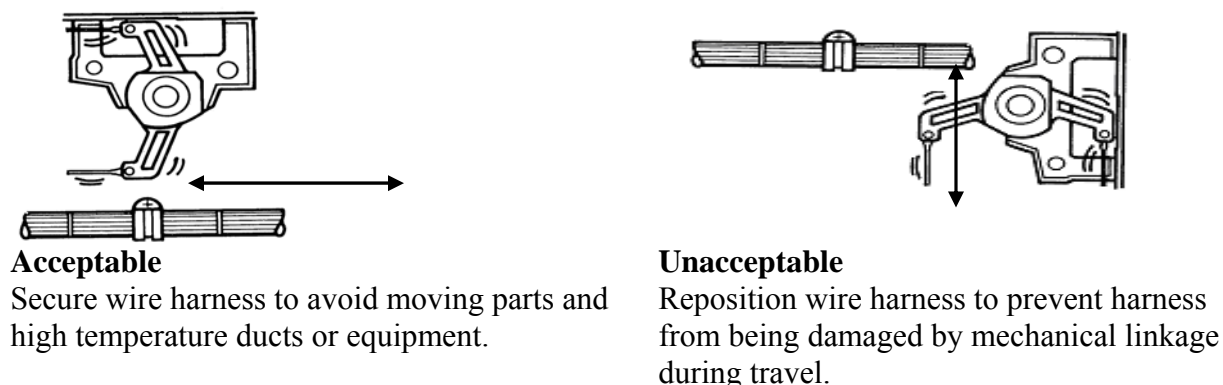 Acceptable
Secure wire harness to avoid moving parts and
high temperature ducts or equipment.
Unacceptable
Reposition wire harness to prevent harness
from being damaged by mechanical linkage
during travel.